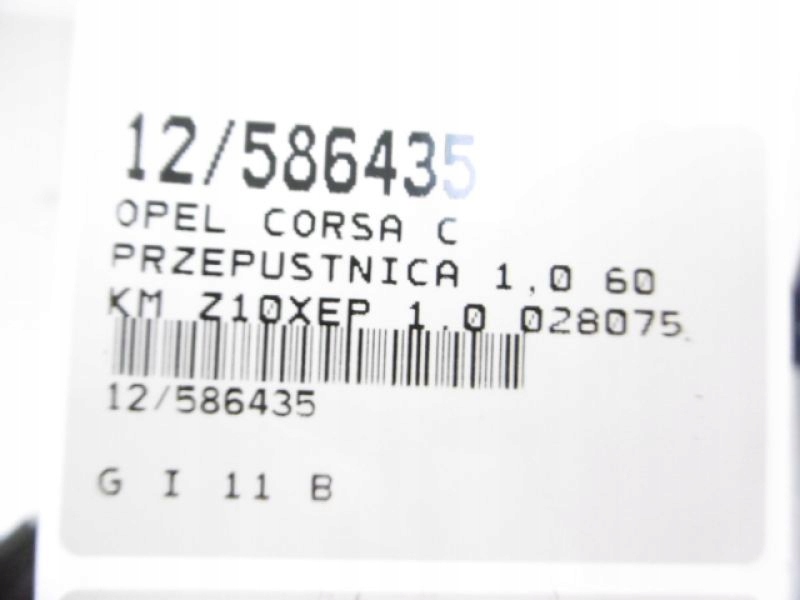 12/586435
OPEL CORSA C
PRZEPUSTNICA 1,0 60
KM Z10XEP 1.0 028075
12/586435
G I 11 B